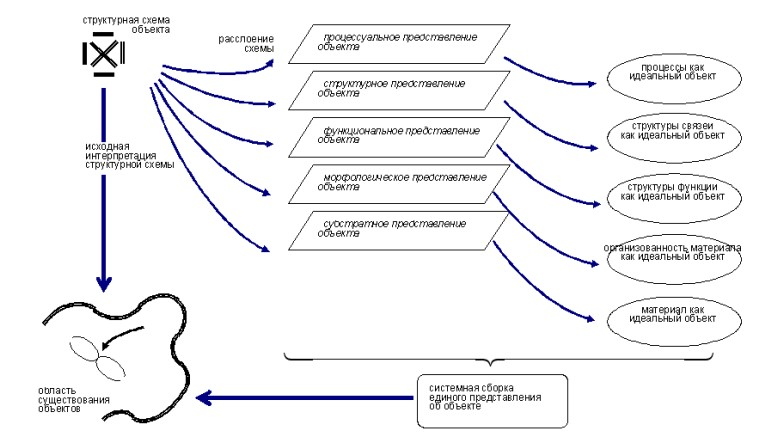 структурная схема
объекта
расслоение
схемы
процессуальное представление
объекта
структурное представление
объекта
функциональное представление
объекта
морфологическое представление
объекта
субстратное представление
объекта
процессы как
идеальный объект
структуры связей
как идеальный объект
структуры функции
как идеальный объект
организованность материала
как идеальный объект
материал как
идеальный объект
исходная
интерпретация
структурной схемы
область
существования
объектов
системная сборка
единого представления
об объекте